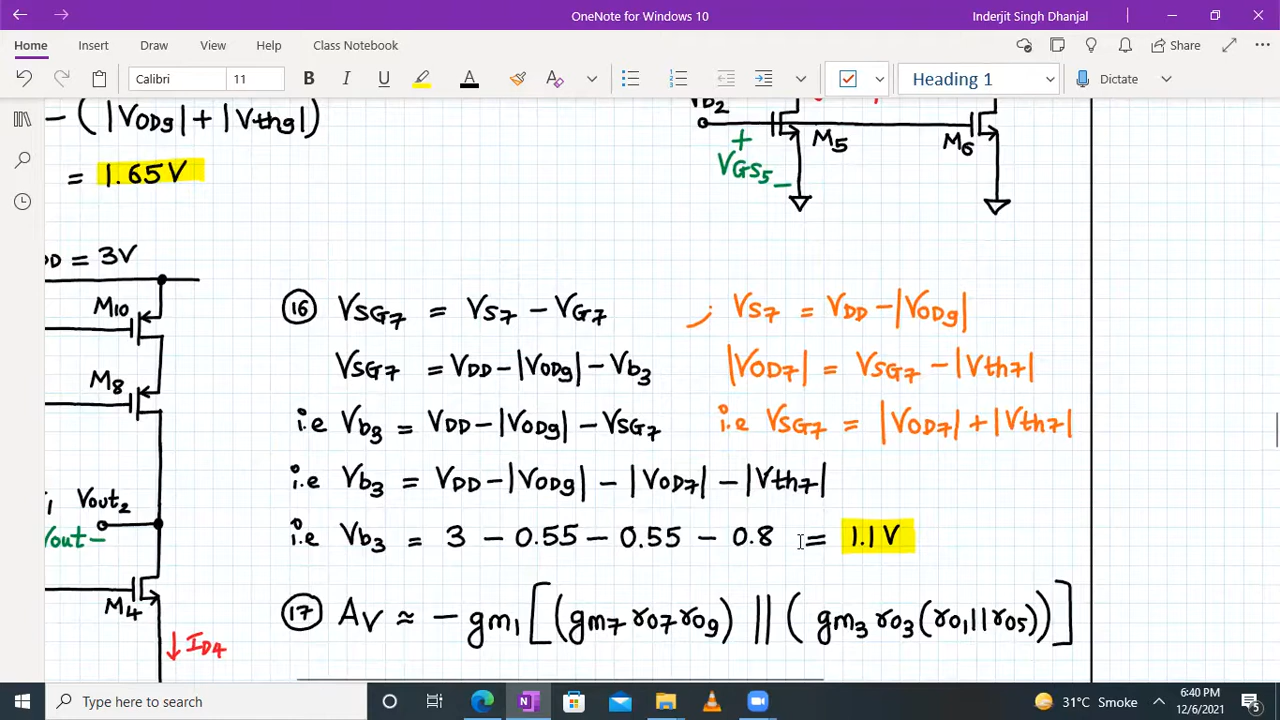 OneNote for Windows 10
Inderjit Singh Dhanjal
Home Insert Draw View Help Class Notebook
Share
Calibri 11 B I U A Heading 1 Dictate
- (|VOD9| + |Vth9|)
= 1.65V
Vb2
+
VGS5
-
M5
M6
DD = 3V
M10
M8
Vout2
Vout-
M4
↓ ID4
⑯ VSG7 = VS7 - VG7 ; VS7 = VDD - |VOD9|
VSG7 = VDD - |VOD9| - Vb3 |VOD7| = VSG7 - |Vth7|
i.e Vb3 = VDD - |VOD9| - VSG7 i.e VSG7 = |VOD7| + |Vth7|
i.e Vb3 = VDD - |VOD9| - |VOD7| - |Vth7|
i.e Vb3 = 3 - 0.55 - 0.55 - 0.8 = 1.1V
⑰ AV ≈ - gm1 [(gm7 ro7 ro9) || (gm3 ro3 (ro1||ro5))]
Type here to search
31°C Smoke
6:40 PM
12/6/2021
5